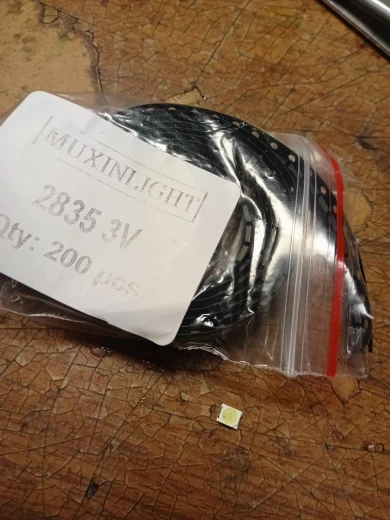 MUXINLIGHT
2835 3V
Qty: 200 pcs